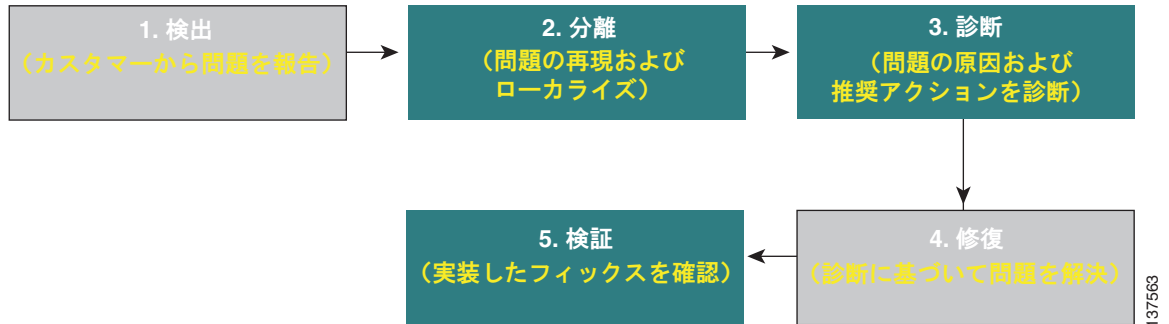 1. 検出
（カスタマーから問題を報告）
2. 分離
（問題の再現および
ローカライズ）
3. 診断
（問題の原因および
推奨アクションを診断）
4. 修復
（診断に基づいて問題を解決）
5. 検証
（実装したフィックスを確認）
137563